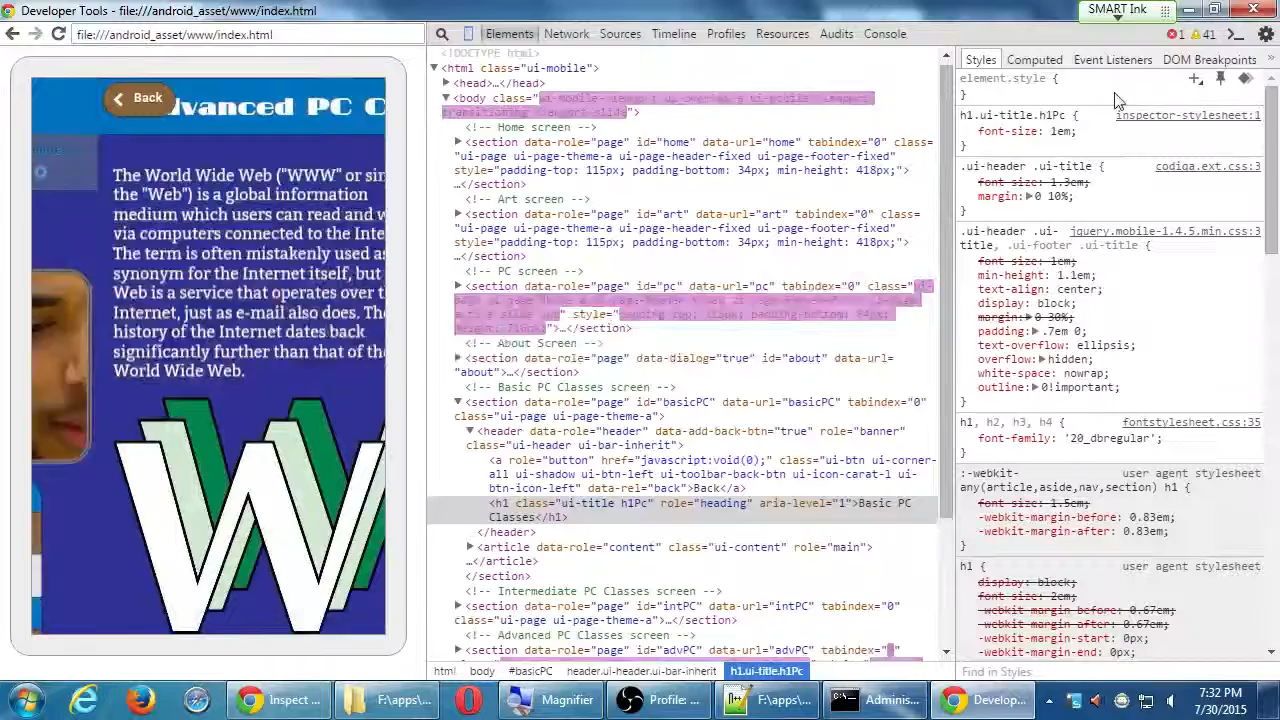 Developer Tools - file:///android_asset/www/index.html
SMART Ink
file:///android_asset/www/index.html
Elements Network Sources Timeline Profiles Resources Audits Console
1 41
Back
dvanced PC C
The World Wide Web ("WWW" or sin
the "Web") is a global information
medium which users can read and w
via computers connected to the Inte
The term is often mistakenly used as
synonym for the Internet itself, but
Web is a service that operates over t
Internet, just as e-mail also does. The
history of the Internet dates back
significantly further than that of the
World Wide Web.
W
<!DOCTYPE html>
<html class="ui-mobile">
<head>…</head>
<body class="
">
<!-- Home screen -->
<section data-role="page" id="home" data-url="home" tabindex="0" class=
"ui-page ui-page-theme-a ui-page-header-fixed ui-page-footer-fixed"
style="padding-top: 115px; padding-bottom: 34px; min-height: 418px;">
…</section>
<!-- Art screen -->
<section data-role="page" id="art" data-url="art" tabindex="0" class=
"ui-page ui-page-theme-a ui-page-header-fixed ui-page-footer-fixed"
style="padding-top: 115px; padding-bottom: 34px; min-height: 418px;">
…</section>
<!-- PC screen -->
<section data-role="page" id="pc" data-url="pc" tabindex="0" class="
" style="
">…</section>
<!-- About Screen -->
<section data-role="page" data-dialog="true" id="about" data-url=
"about">…</section>
<!-- Basic PC Classes screen -->
<section data-role="page" id="basicPC" data-url="basicPC" tabindex="0"
class="ui-page ui-page-theme-a">
<header data-role="header" data-add-back-btn="true" role="banner"
class="ui-header ui-bar-inherit">
<a role="button" href="javascript:void(0);" class="ui-btn ui-corner-
all ui-shadow ui-btn-left ui-toolbar-back-btn ui-icon-carat-l ui-
btn-icon-left" data-rel="back">Back</a>
<h1 class="ui-title h1Pc" role="heading" aria-level="1">Basic PC
Classes</h1>
</header>
<article data-role="content" class="ui-content" role="main">
…</article>
</section>
<!-- Intermediate PC Classes screen -->
<section data-role="page" id="intPC" data-url="intPC" tabindex="0"
class="ui-page ui-page-theme-a">…</section>
<!-- Advanced PC Classes screen -->
<section data-role="page" id="advPC" data-url="advPC" tabindex="
html body #basicPC header.ui-header.ui-bar-inherit h1.ui-title.h1Pc
Styles Computed Event Listeners DOM Breakpoints »
element.style {
}
h1.ui-title.h1Pc { inspector-stylesheet:1
font-size: 1em;
}
.ui-header .ui-title { codiqa.ext.css:3
font-size: 1.3em;
margin: 0 10%;
}
.ui-header .ui- jquery.mobile-1.4.5.min.css:3
title, .ui-footer .ui-title {
font-size: 1em;
min-height: 1.1em;
text-align: center;
display: block;
margin: 0 30%;
padding: .7em 0;
text-overflow: ellipsis;
overflow: hidden;
white-space: nowrap;
outline: 0!important;
}
h1, h2, h3, h4 { fontstylesheet.css:35
font-family: '20_dbregular';
}
:-webkit- user agent stylesheet
any(article,aside,nav,section) h1 {
font-size: 1.5em;
-webkit-margin-before: 0.83em;
-webkit-margin-after: 0.83em;
}
h1 { user agent stylesheet
display: block;
font-size: 2em;
-webkit-margin-before: 0.67em;
-webkit-margin-after: 0.67em;
-webkit-margin-start: 0px;
-webkit-margin-end: 0px;
Find in Styles
Inspect ... F:\apps\... Magnifier Profile: ... F:\apps\... Adminis... Develop...
7:32 PM
7/30/2015